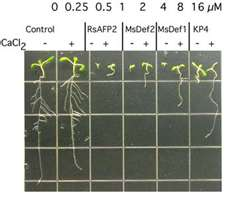 0 0.25 0.5 1 2 4 8 16 µM
Control RsAFP2 MsDef2 MsDef1 KP4
CaCl2 - + - + - + - + - +